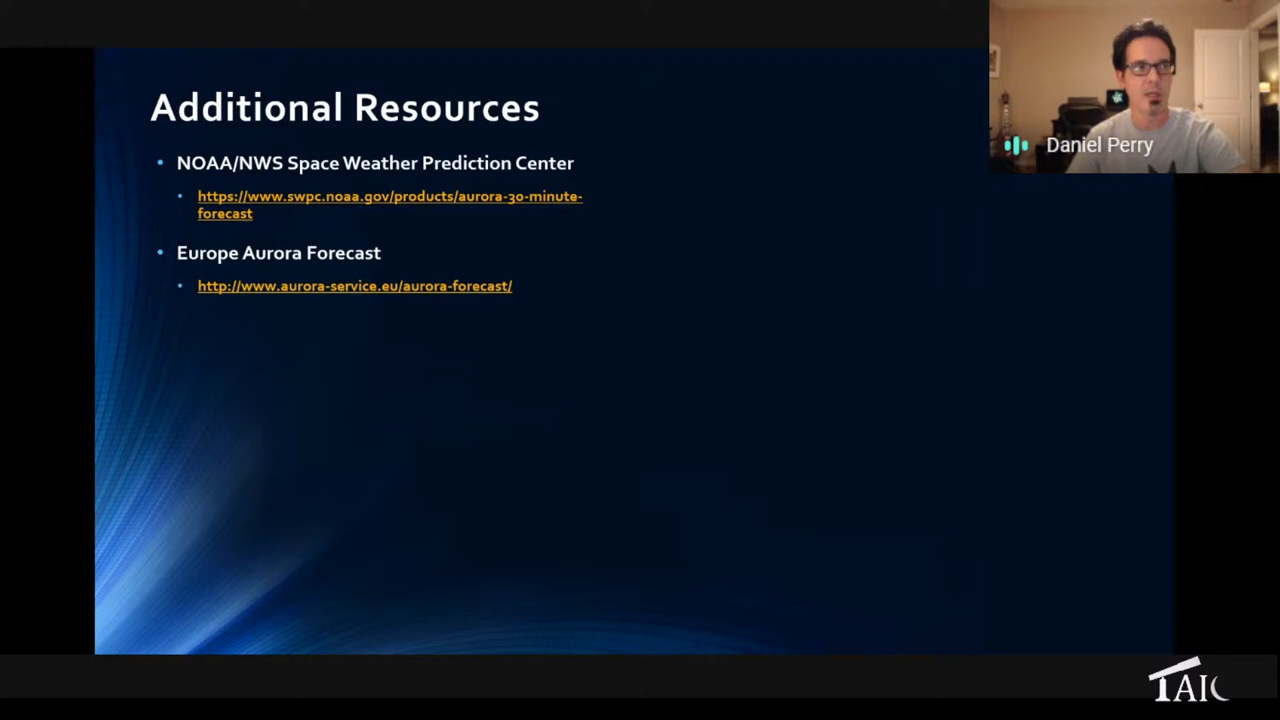 Additional Resources
• NOAA/NWS Space Weather Prediction Center
• https://www.swpc.noaa.gov/products/aurora-30-minute-
forecast
• Europe Aurora Forecast
• http://www.aurora-service.eu/aurora-forecast/
Daniel Perry
TAIC